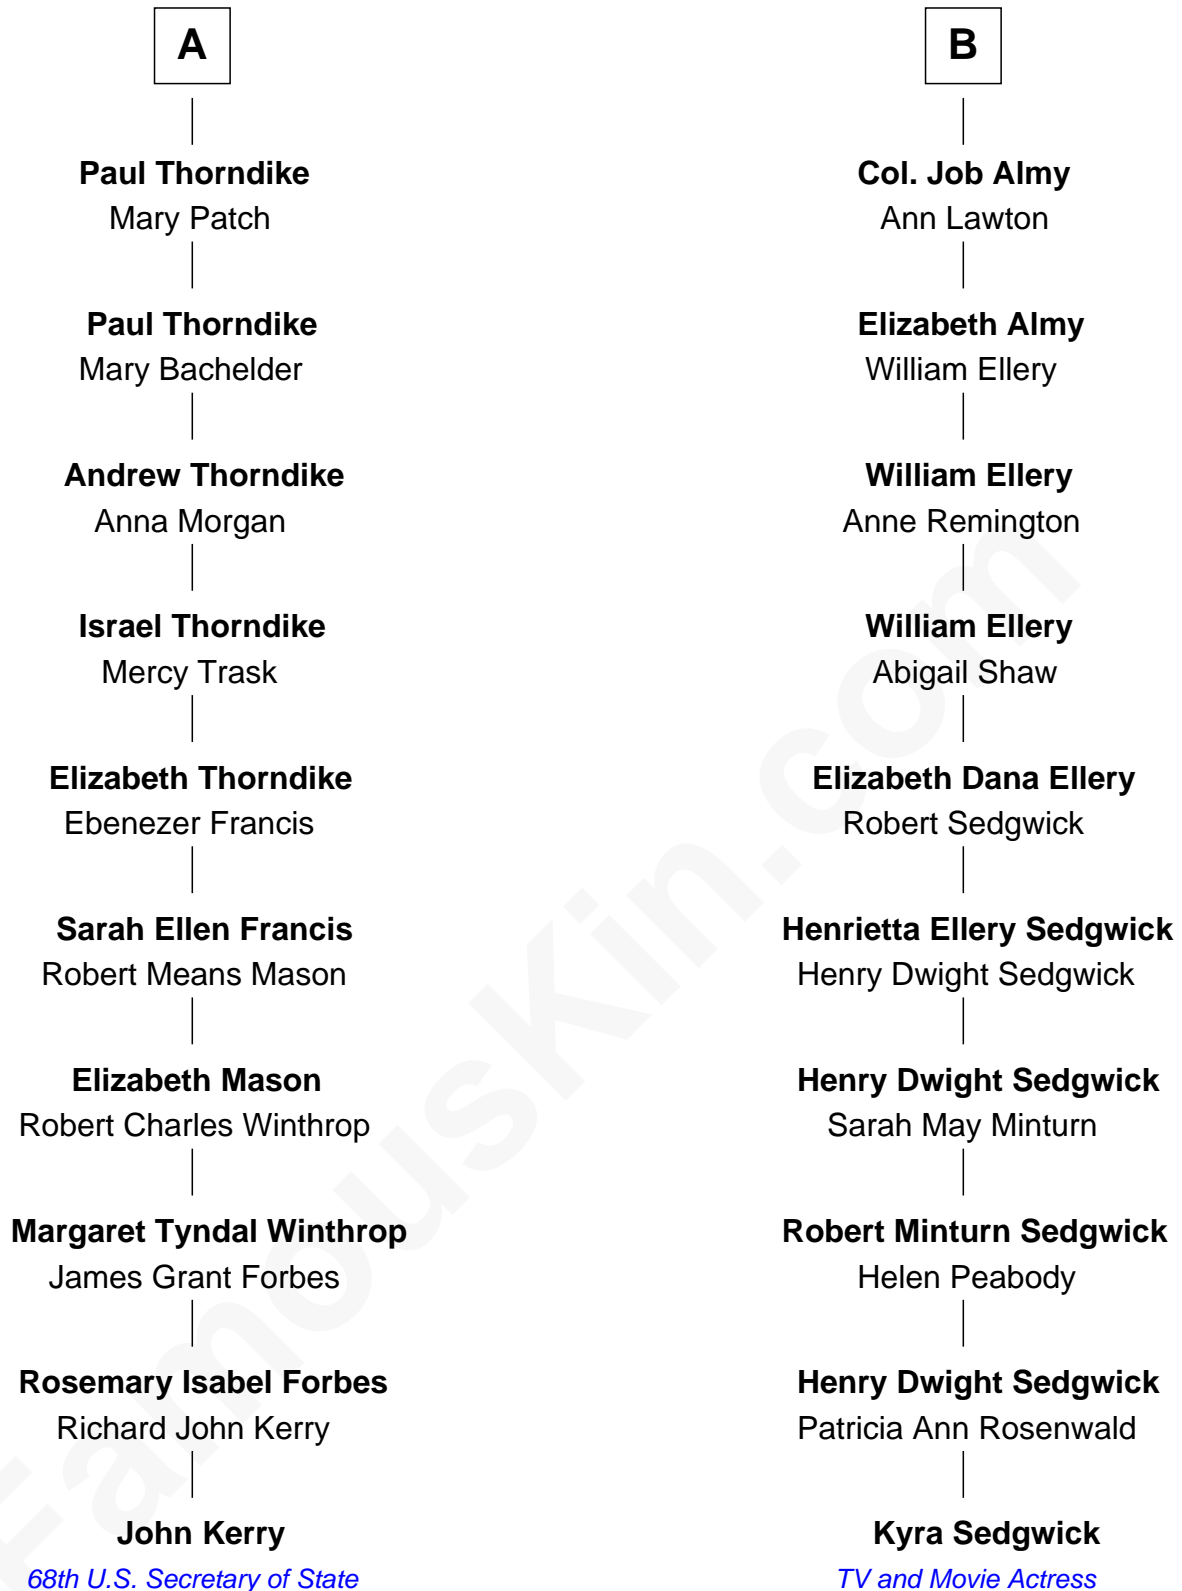 A
Paul Thorndike
Mary Patch
Paul Thorndike
Mary Bachelder
Andrew Thorndike
Anna Morgan
Israel Thorndike
Mercy Trask
Elizabeth Thorndike
Ebenezer Francis
Sarah Ellen Francis
Robert Means Mason
Elizabeth Mason
Robert Charles Winthrop
Margaret Tyndal Winthrop
James Grant Forbes
Rosemary Isabel Forbes
Richard John Kerry
John Kerry
68th U.S. Secretary of State
B
Col. Job Almy
Ann Lawton
Elizabeth Almy
William Ellery
William Ellery
Anne Remington
William Ellery
Abigail Shaw
Elizabeth Dana Ellery
Robert Sedgwick
Henrietta Ellery Sedgwick
Henry Dwight Sedgwick
Henry Dwight Sedgwick
Sarah May Minturn
Robert Minturn Sedgwick
Helen Peabody
Henry Dwight Sedgwick
Patricia Ann Rosenwald
Kyra Sedgwick
TV and Movie Actress
FamousKin.com